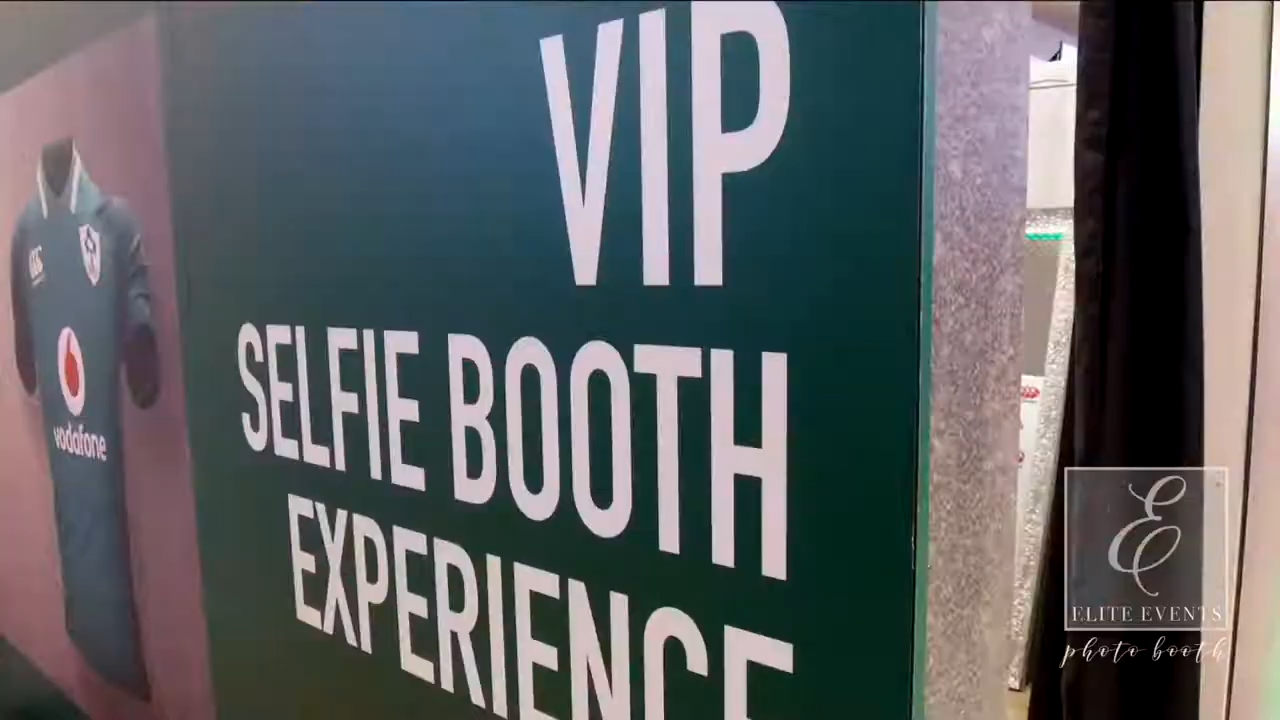 VIP
SELFIE BOOTH
EXPERIENCE
vodafone
E
ELITE EVENTS
photo booth